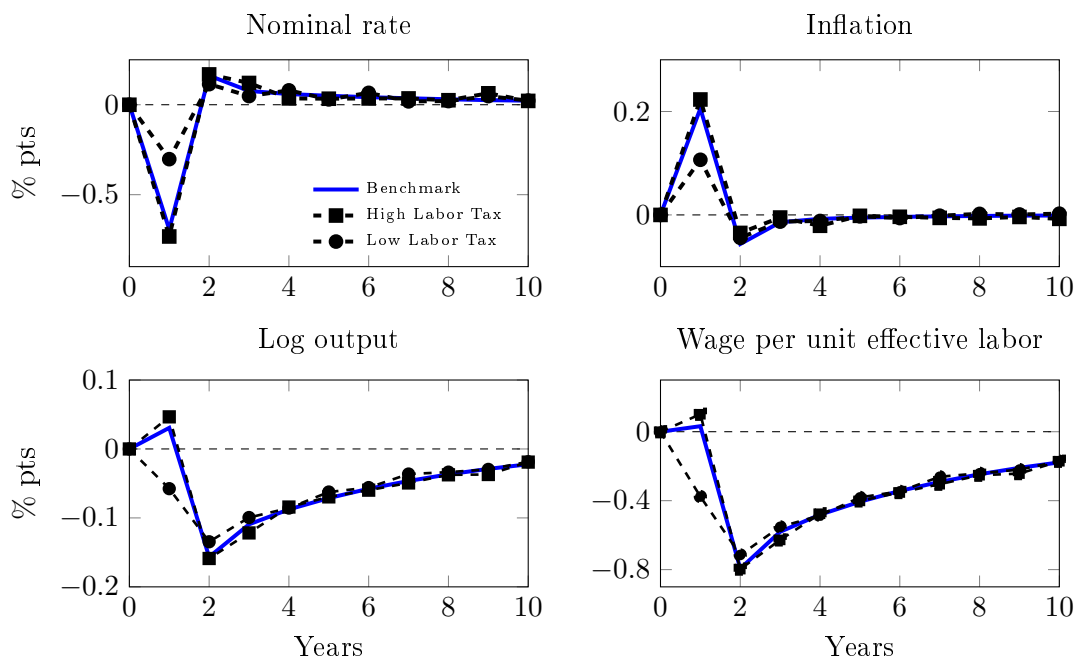 Nominal rate
Inflation
% pts
0
−0.5
Benchmark
High Labor Tax
Low Labor Tax
0 2 4 6 8 10
0.2
0
0 2 4 6 8 10
Log output
Wage per unit effective labor
% pts
0.1
0
−0.1
−0.2
0 2 4 6 8 10
Years
0
−0.4
−0.8
0 2 4 6 8 10
Years